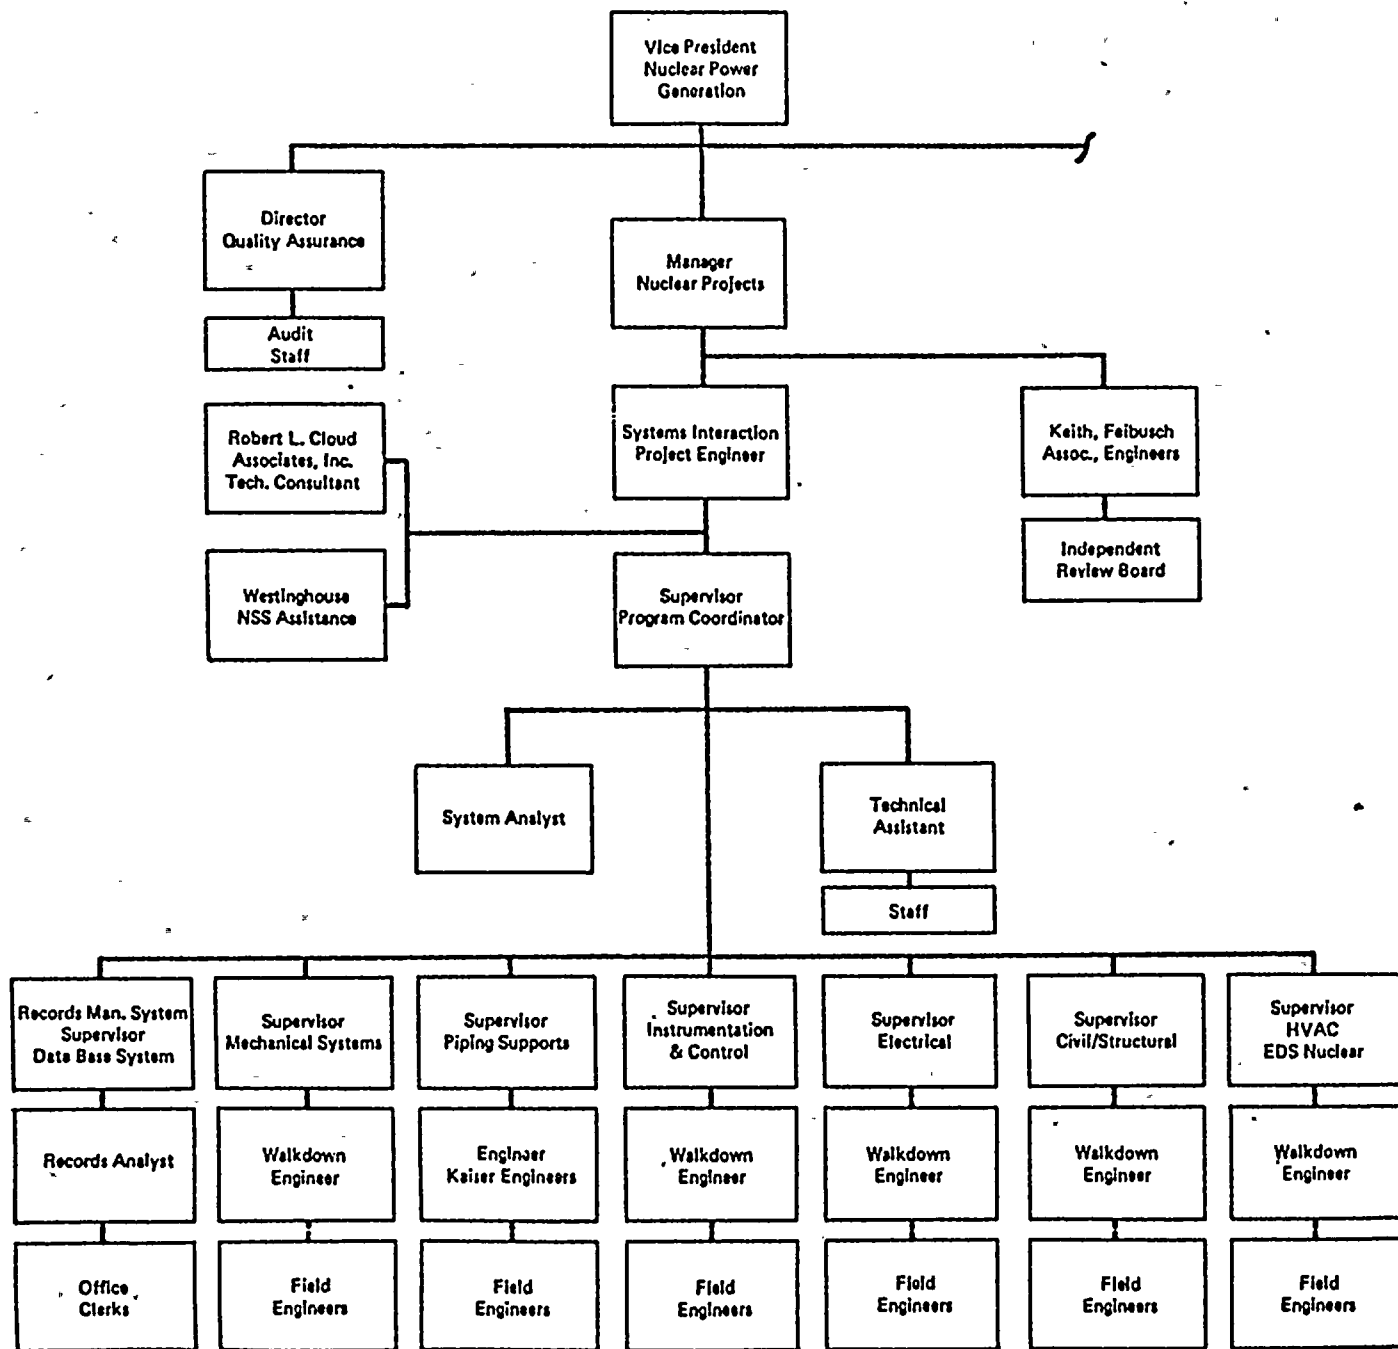 Vice President
Nuclear Power
Generation
Director
Quality Assurance
Manager
Nuclear Projects
Audit
Staff
Robert L. Cloud
Associates, Inc.
Tech. Consultant
Systems Interaction
Project Engineer
Keith, Feibusch
Assoc., Engineers
Independent
Review Board
Westinghouse
NSS Assistance
Supervisor
Program Coordinator
System Analyst
Technical
Assistant
Staff
Records Man. System
Supervisor
Data Base System
Supervisor
Mechanical Systems
Supervisor
Piping Supports
Supervisor
Instrumentation
& Control
Supervisor
Electrical
Supervisor
Civil/Structural
Supervisor
HVAC
EDS Nuclear
Records Analyst
Walkdown
Engineer
Engineer
Kaiser Engineers
Walkdown
Engineer
Walkdown
Engineer
Walkdown
Engineer
Walkdown
Engineer
Office
Clerks
Field
Engineers
Field
Engineers
Field
Engineers
Field
Engineers
Field
Engineers
Field
Engineers